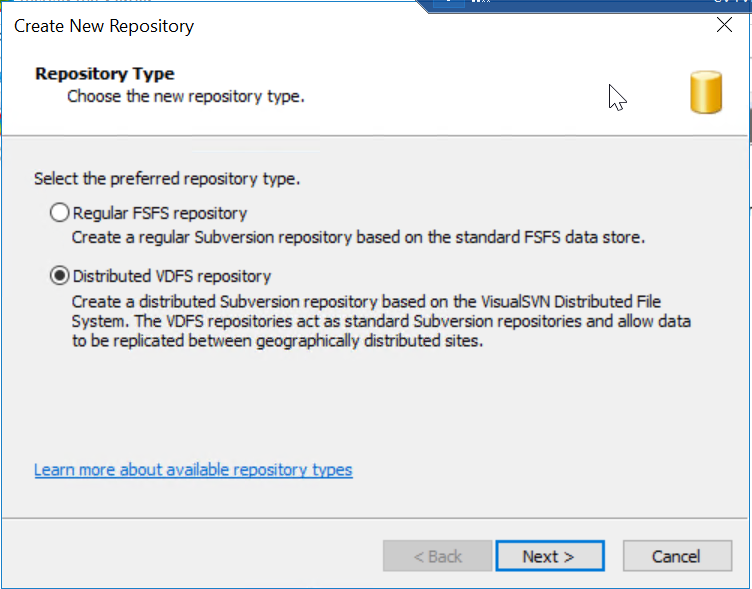 Create New Repository
Repository Type
Choose the new repository type.
Select the preferred repository type.
Regular FSFS repository
Create a regular Subversion repository based on the standard FSFS data store.
Distributed VDFS repository
Create a distributed Subversion repository based on the VisualSVN Distributed File
System. The VDFS repositories act as standard Subversion repositories and allow data
to be replicated between geographically distributed sites.
Learn more about available repository types
< Back
Next >
Cancel